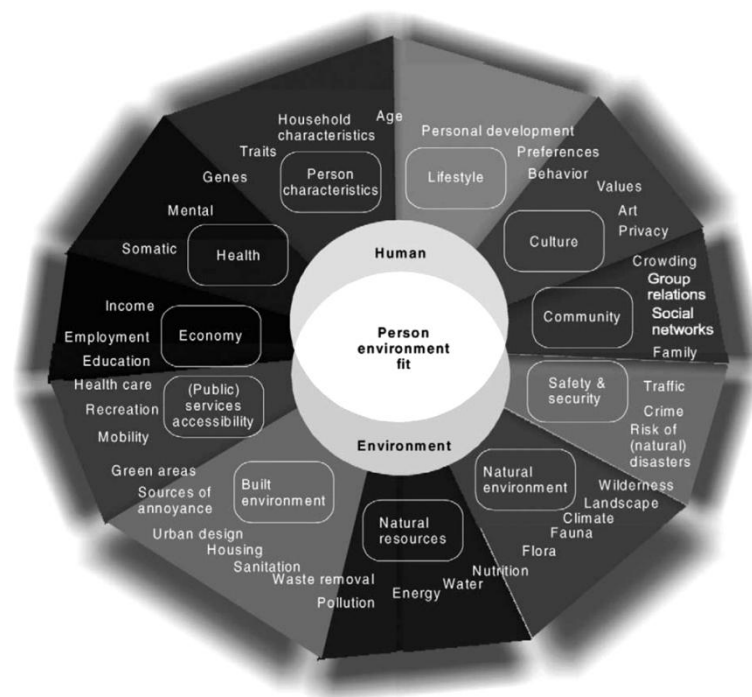 Age
Household
characteristics
Traits
Genes
Person
characteristics
Personal development
Preferences
Behavior
Lifestyle
Values
Art
Privacy
Culture
Mental
Somatic
Health
Human
Crowding
Group
relations
Social
networks
Family
Community
Income
Employment
Education
Economy
Person
environment
fit
Health care
Recreation
Mobility
(Public)
services
accessibility
Safety &
security
Traffic
Crime
Risk of
(natural)
disasters
Environment
Green areas
Sources of
annoyance
Urban design
Housing
Sanitation
Waste removal
Pollution
Built
environment
Natural
resources
Energy
Water
Nutrition
Natural
environment
Wilderness
Landscape
Climate
Fauna
Flora